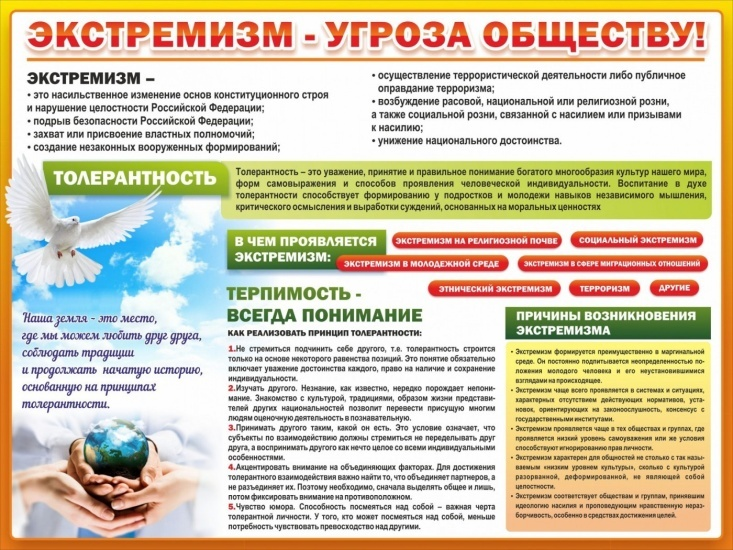 ЭКСТРЕМИЗМ - УГРОЗА ОБЩЕСТВУ!
ЭКСТРЕМИЗМ –
• это насильственное изменение основ конституционного строя
и нарушение целостности Российской Федерации;
• подрыв безопасности Российской Федерации;
• захват или присвоение властных полномочий;
• создание незаконных вооруженных формирований;
• осуществление террористической деятельности либо публичное
оправдание терроризма;
• возбуждение расовой, национальной или религиозной розни,
а также социальной розни, связанной с насилием или призывами
к насилию;
• унижение национального достоинства.
ТОЛЕРАНТНОСТЬ
Толерантность – это уважение, принятие и правильное понимание богатого многообразия культур нашего мира,
форм самовыражения и способов проявления человеческой индивидуальности. Воспитание в духе
толерантности способствует формированию у подростков и молодежи навыков независимого мышления,
критического осмысления и выработки суждений, основанных на моральных ценностях
В ЧЕМ ПРОЯВЛЯЕТСЯ
ЭКСТРЕМИЗМ:
ЭКСТРЕМИЗМ НА РЕЛИГИОЗНОЙ ПОЧВЕ
СОЦИАЛЬНЫЙ ЭКСТРЕМИЗМ
ЭКСТРЕМИЗМ В МОЛОДЕЖНОЙ СРЕДЕ
ЭКСТРЕМИЗМ В СФЕРЕ МИГРАЦИОННЫХ ОТНОШЕНИЙ
ЭТНИЧЕСКИЙ ЭКСТРЕМИЗМ
ТЕРРОРИЗМ
ДРУГИЕ
Наша земля - это место,
где мы можем любить друг друга,
соблюдать традиции
и продолжать начатую историю,
основанную на принципах
толерантности.
ТЕРПИМОСТЬ -
ВСЕГДА ПОНИМАНИЕ
КАК РЕАЛИЗОВАТЬ ПРИНЦИП ТОЛЕРАНТНОСТИ:
1.Не стремиться подчинить себе другого, т.е. толерантность строится
только на основе некоторого равенства позиций. Это понятие обязательно
включает уважение достоинства каждого, право на наличие и сохранение
индивидуальности.
2.Изучать другого. Незнание, как известно, нередко порождает непони-
мание. Знакомство с культурой, традициями, образом жизни представи-
телей других национальностей позволит перевести присущую многим
людям оценочную деятельность в познавательную.
3.Принимать другого таким, какой он есть. Это условие означает, что
субъекты по взаимодействию должны стремиться не переделывать друг
друга, а воспринимать другого как нечто целое со всеми индивидуальными
особенностями.
4.Акцентировать внимание на объединяющих факторах. Для достижения
толерантного взаимодействия важно найти то, что объединяет партнеров, а
не разъединяет их. Поэтому необходимо, сначала выделять общее и лишь,
потом фиксировать внимание на противоположном.
5.Чувство юмора. Способность посмеяться над собой – важная черта
толерантной личности. У того, кто может посмеяться над собой, меньше
потребность чувствовать превосходство над другими.
ПРИЧИНЫ ВОЗНИКНОВЕНИЯ
ЭКСТРЕМИЗМА
• Экстремизм формируется преимущественно в маргинальной
среде. Он постоянно подпитывается неопределенностью по-
ложения молодого человека и его неустановившимися
взглядами на происходящее.
• Экстремизм чаще всего проявляется в системах и ситуациях,
характерных отсутствием действующих нормативов, уста-
новок, ориентирующих на законопослушность, консенсус с
государственными институтами.
• Экстремизм проявляется чаще в тех обществах и группах, где
проявляется низкий уровень самоуважения или же условия
способствуют игнорированию прав личности.
• Экстремизм характерен для общностей не столько с так назы-
ваемым «низким уровнем культуры», сколько с культурой
разорванной, деформированной, не являющей собой
целостности.
• Экстремизм соответствует обществам и группам, принявшим
идеологию насилия и проповедующим нравственную нераз-
борчивость, особенно в средствах достижения целей.